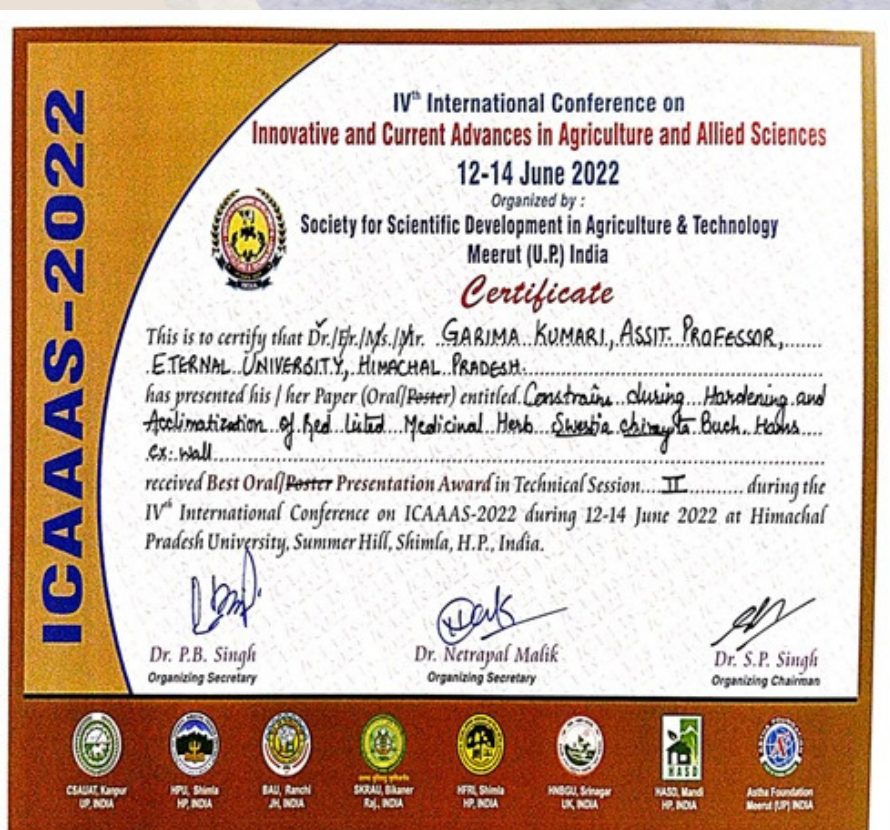 ICAAAS-2022
IVth International Conference on
Innovative and Current Advances in Agriculture and Allied Sciences
12-14 June 2022
Organized by :
Society for Scientific Development in Agriculture & Technology
Meerut (U.P.) India
Certificate
This is to certify that Dr./Er./Ms./Mr. GARIMA KUMARI, ASSIT. PROFESSOR,
ETERNAL UNIVERSITY, HIMACHAL PRADESH.
has presented his / her Paper (Oral/Poster) entitled Constrains during Hardening and
Acclimatization of Red Listed Medicinal Herb Swertia chirayta Buch. Hams
ex. wall
received Best Oral/Poster Presentation Award in Technical Session II during the
IVth International Conference on ICAAAS-2022 during 12-14 June 2022 at Himachal
Pradesh University, Summer Hill, Shimla, H.P., India.
Dr. P.B. Singh
Organizing Secretary
Dr. Netrapal Malik
Organizing Secretary
Dr. S.P. Singh
Organizing Chairman
CSAUAT, Kanpur
UP, INDIA
HPU, Shimla
HP, INDIA
BAU, Ranchi
JH, INDIA
SKRAU, Bikaner
Raj., INDIA
HFRI, Shimla
HP, INDIA
HNBGU, Srinagar
UK, INDIA
HASD
HASD, Mandi
HP, INDIA
Astha Foundation
Meerut (UP) INDIA